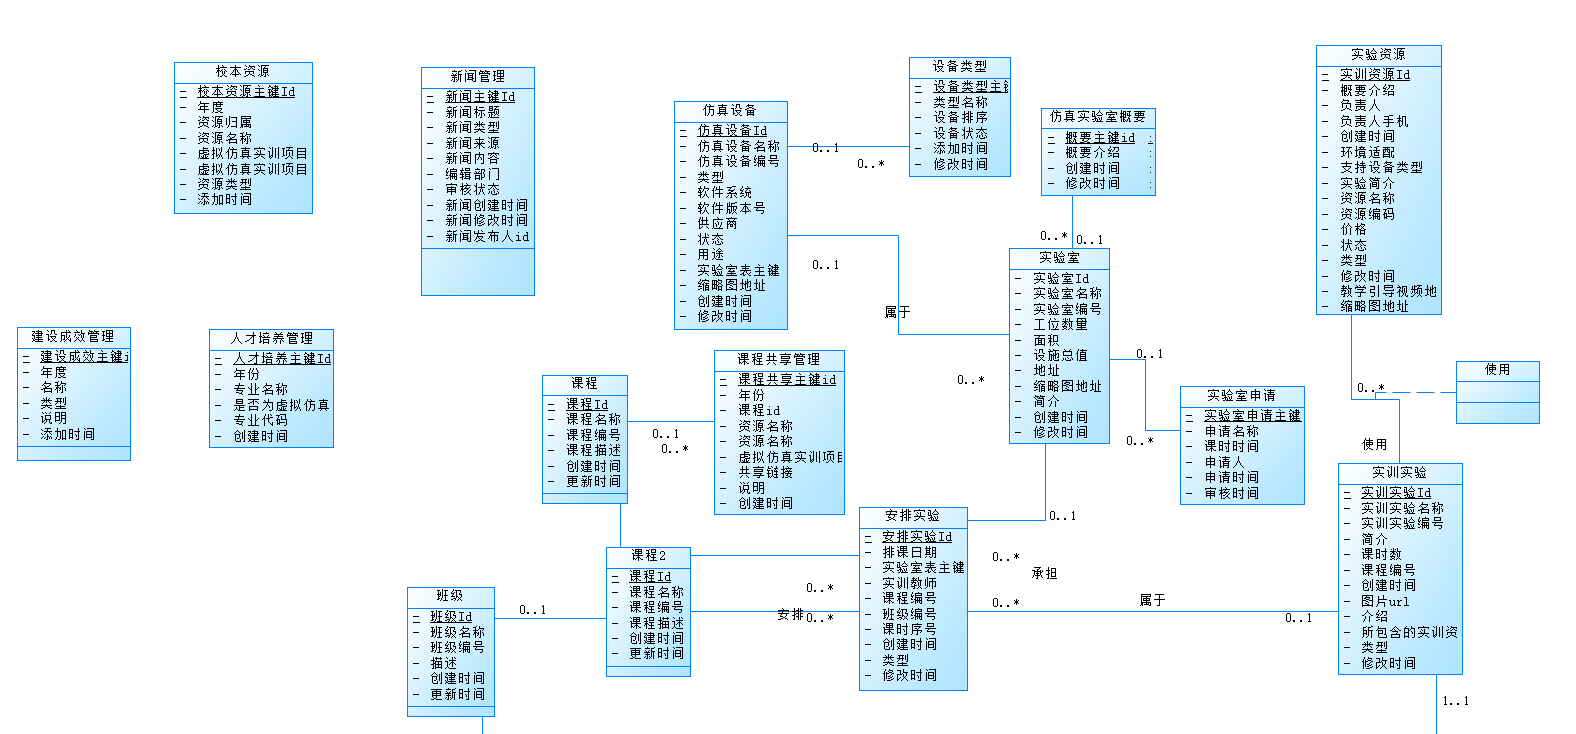 校本资源
校本资源主键Id
年度
资源归属
资源名称
虚拟仿真实训项目
虚拟仿真实训项目
资源类型
添加时间
新闻管理
新闻主键Id
新闻标题
新闻类型
新闻来源
新闻内容
编辑部门
审核状态
新闻创建时间
新闻修改时间
新闻发布人id
仿真设备
仿真设备Id
仿真设备名称
仿真设备编号
类型
软件系统
软件版本号
供应商
状态
用途
实验室表主键
缩略图地址
创建时间
修改时间
0..1
0..*
设备类型
设备类型主键
类型名称
设备排序
设备状态
添加时间
修改时间
仿真实验室概要
概要主键id :
概要介绍 :
创建时间 :
修改时间 :
0..*
0..1
实验资源
实训资源Id
概要介绍
负责人
负责人手机
创建时间
环境适配
支持设备类型
实验简介
资源名称
资源编码
价格
状态
类型
修改时间
教学引导视频地
缩略图地址
0..1
属于
0..*
实验室
实验室Id
实验室名称
实验室编号
工位数量
面积
设施总值
地址
缩略图地址
简介
创建时间
修改时间
0..1
0..*
实验室申请
实验室申请主键
申请名称
课时时间
申请人
申请时间
审核时间
0..*
使用
使用
建设成效管理
建设成效主键i
年度
名称
类型
说明
添加时间
人才培养管理
人才培养主键Id
年份
专业名称
是否为虚拟仿真
专业代码
创建时间
课程
课程Id
课程名称
课程编号
课程描述
创建时间
更新时间
0..1
0..*
课程共享管理
课程共享主键id
年份
课程id
资源名称
资源名称
虚拟仿真实训项目
共享链接
说明
创建时间
实训实验
实训实验Id
实训实验名称
实训实验编号
简介
课时数
课程编号
创建时间
图片url
介绍
所包含的实训资
类型
修改时间
1..1
安排实验
安排实验Id
排课日期
实验室表主键
实训教师
课程编号
班级编号
课时序号
创建时间
类型
修改时间
0..1
0..*
承担
0..*
属于
0..1
课程2
课程Id
课程名称
课程编号
课程描述
创建时间
更新时间
0..*
安排
0..*
班级
班级Id
班级名称
班级编号
描述
创建时间
更新时间
0..1